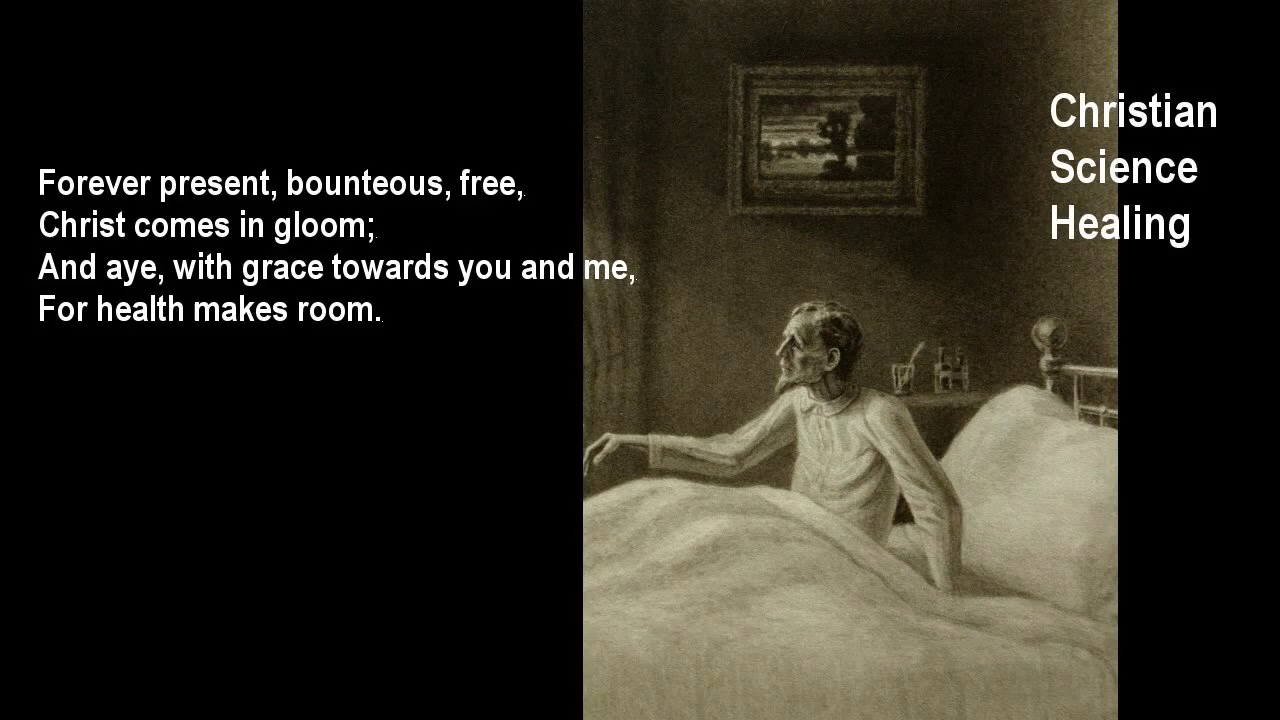 Forever present, bounteous, free,
Christ comes in gloom;
And aye, with grace towards you and me,
For health makes room.
Christian
Science
Healing